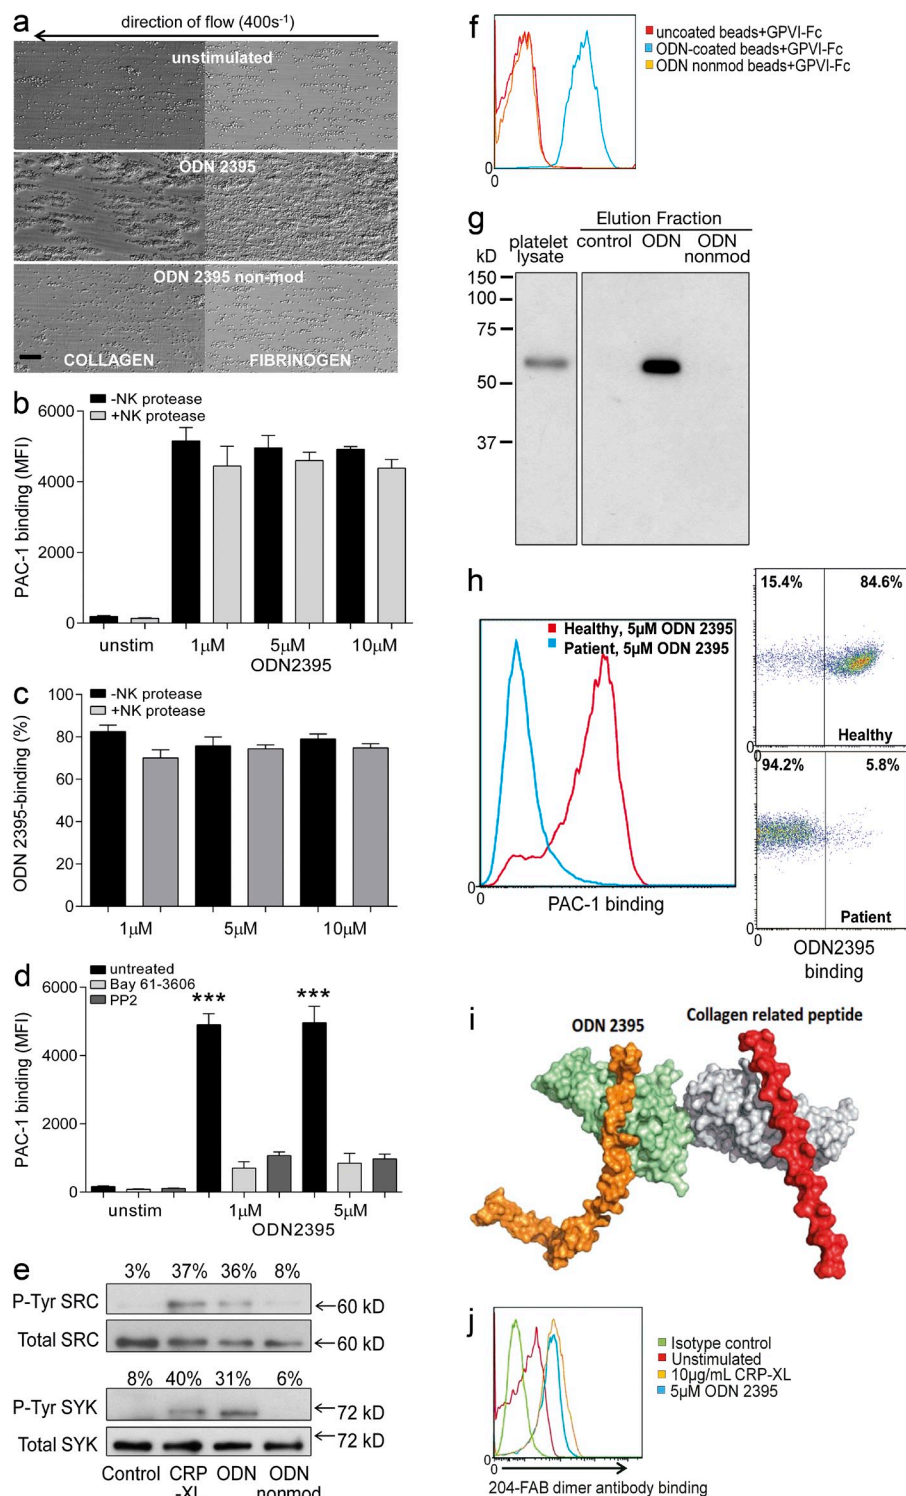 a
direction of flow (400s-1)
unstimulated
ODN 2395
ODN 2395 non-mod
COLLAGEN FIBRINOGEN
b
-NK protease
+NK protease
PAC-1 binding (MFI)
6000
4000
2000
0
unstim 1µM 5µM 10µM
ODN2395
c
-NK protease
+NK protease
ODN 2395-binding (%)
100
80
60
40
20
0
1µM 5µM 10µM
d
untreated
Bay 61-3606
PP2
PAC-1 binding (MFI)
6000
4000
2000
0
*** ***
unstim 1µM 5µM
ODN2395
e
3% 37% 36% 8%
P-Tyr SRC ←60 kD
Total SRC ←60 kD
8% 40% 31% 6%
P-Tyr SYK ←72 kD
Total SYK ←72 kD
Control CRP ODN ODN
-XL nonmod
f
uncoated beads+GPVI-Fc
ODN-coated beads+GPVI-Fc
ODN nonmod beads+GPVI-Fc
0
g
Elution Fraction
platelet control ODN ODN
kD lysate nonmod
150
100
75
50
37
h
Healthy, 5µM ODN 2395
Patient, 5µM ODN 2395
0
0
PAC-1 binding
15.4% 84.6%
Healthy
0
0
94.2% 5.8%
Patient
0
0
ODN2395
binding
i
ODN 2395
Collagen related peptide
j
Isotype control
Unstimulated
10µg/mL CRP-XL
5µM ODN 2395
0
0
204-FAB dimer antibody binding